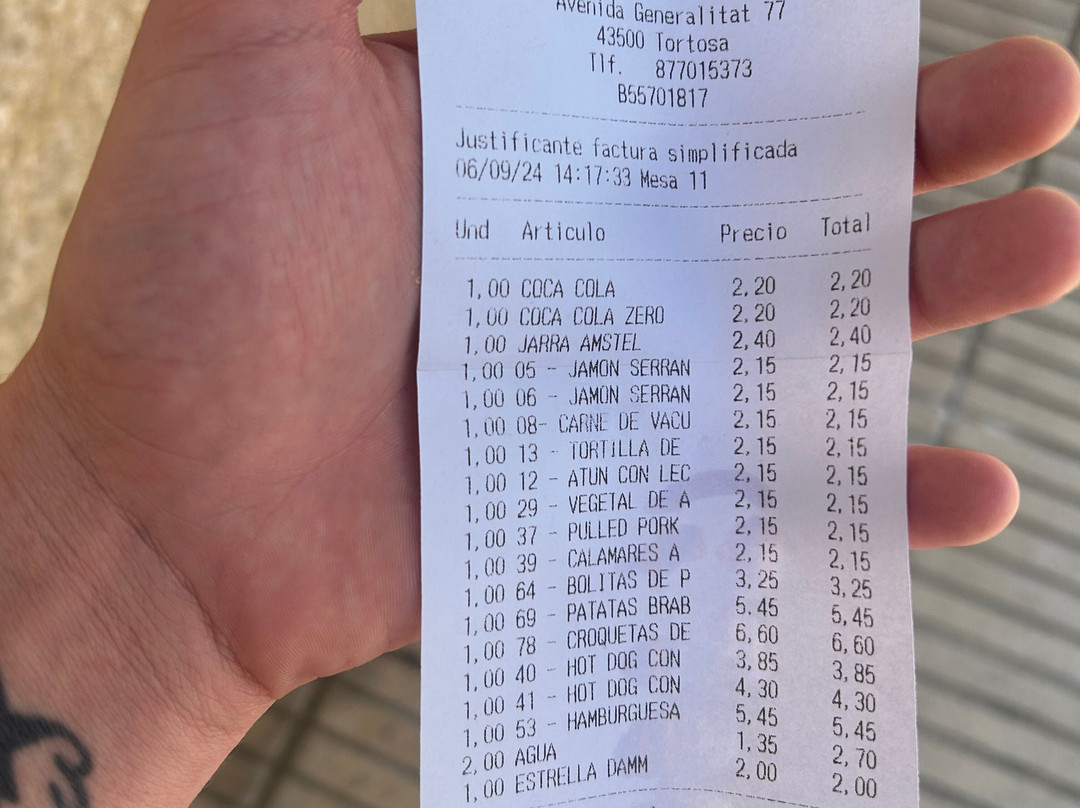 Avenida Generalitat 77
43500 Tortosa
Tlf. 877015373
B55701817
Justificante factura simplificada
06/09/24 14:17:33 Mesa 11
Und Articulo Precio Total
1,00 COCA COLA 2,20 2,20
1,00 COCA COLA ZERO 2,20 2,20
1,00 JARRA AMSTEL 2,40 2,40
1,00 05 - JAMON SERRAN 2,15 2,15
1,00 06 - JAMON SERRAN 2,15 2,15
1,00 08- CARNE DE VACU 2,15 2,15
1,00 13 - TORTILLA DE 2,15 2,15
1,00 12 - ATUN CON LEC 2,15 2,15
1,00 29 - VEGETAL DE A 2,15 2,15
1,00 37 - PULLED PORK 2,15 2,15
1,00 39 - CALAMARES A 2,15 2,15
1,00 64 - BOLITAS DE P 3,25 3,25
1,00 69 - PATATAS BRAB 5,45 5,45
1,00 78 - CROQUETAS DE 6,60 6,60
1,00 40 - HOT DOG CON 3,85 3,85
1,00 41 - HOT DOG CON 4,30 4,30
1,00 53 - HAMBURGUESA 5,45 5,45
2,00 AGUA 1,35 2,70
1,00 ESTRELLA DAMM 2,00 2,00